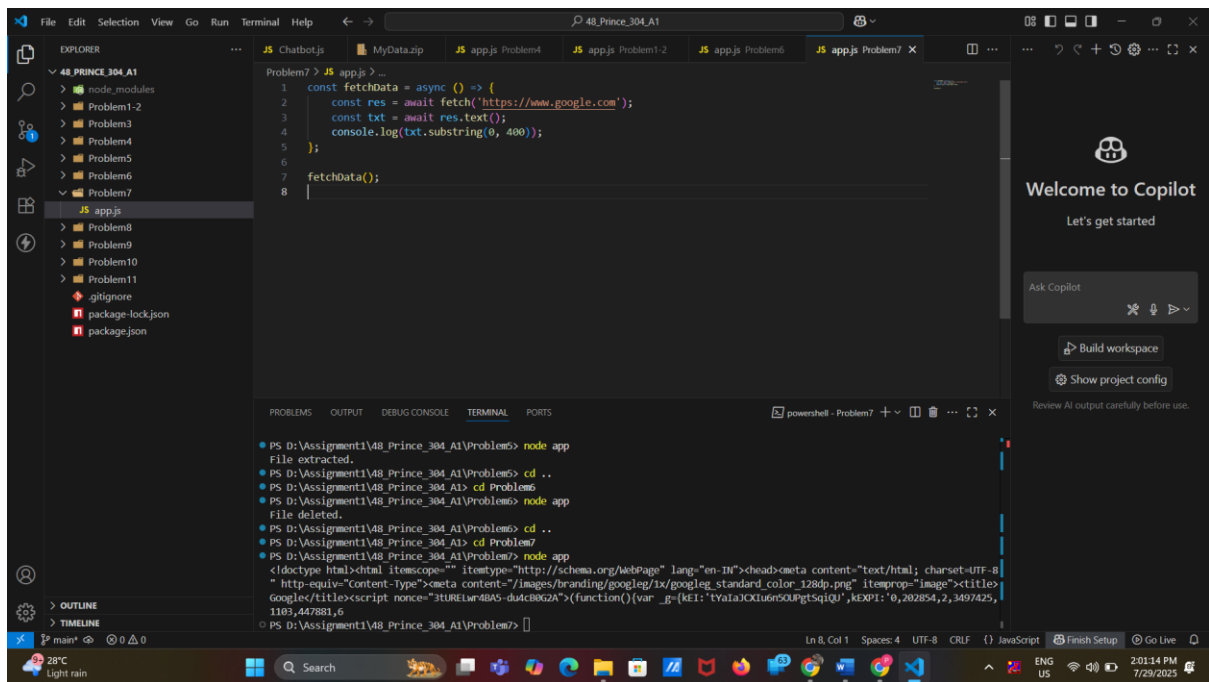 File Edit Selection View Go Run Terminal Help
48_Prince_304_A1
EXPLORER
JS Chatbot.js
MyData.zip
JS app.js Problem4
JS app.js Problem1-2
JS app.js Problem6
JS app.js Problem7
48_PRINCE_304_A1
node_modules
Problem1-2
Problem3
Problem4
Problem5
Problem6
Problem7
JS app.js
Problem8
Problem9
Problem10
Problem11
.gitignore
package-lock.json
package.json
OUTLINE
TIMELINE
Problem7 > JS app.js > ...
1 const fetchData = async () => {
2 const res = await fetch('https://www.google.com');
3 const txt = await res.text();
4 console.log(txt.substring(0, 400));
5 };
6
7 fetchData();
8
PROBLEMS OUTPUT DEBUG CONSOLE TERMINAL PORTS
powershell - Problem7
PS D:\Assignment1\48_Prince_304_A1\Problem5> node app
File extracted.
PS D:\Assignment1\48_Prince_304_A1\Problem5> cd ..
PS D:\Assignment1\48_Prince_304_A1> cd Problem6
PS D:\Assignment1\48_Prince_304_A1\Problem6> node app
File deleted.
PS D:\Assignment1\48_Prince_304_A1\Problem6> cd ..
PS D:\Assignment1\48_Prince_304_A1> cd Problem7
PS D:\Assignment1\48_Prince_304_A1\Problem7> node app
<!doctype html><html itemscope="" itemtype="http://schema.org/WebPage" lang="en-IN"><head><meta content="text/html; charset=UTF-8
" http-equiv="Content-Type"><meta content="/images/branding/googleg/1x/googleg_standard_color_128dp.png" itemprop="image"><title>
Google</title><script nonce="3tURELwr4BA5-du4cB0G2A">(function(){var _g={kEI:'tYaIaJCXIu6n5OUPgtSqiQU',kEXPI:'0,202854,2,3497425,
1103,447881,6
PS D:\Assignment1\48_Prince_304_A1\Problem7>
Welcome to Copilot
Let's get started
Ask Copilot
Build workspace
Show project config
Review AI output carefully before use.
1
main*
0 0
Ln 8, Col 1 Spaces: 4 UTF-8 CRLF {} JavaScript Finish Setup Go Live
9+
28°C
Light rain
Search
63
ENG
US
2:01:14 PM
7/29/2025